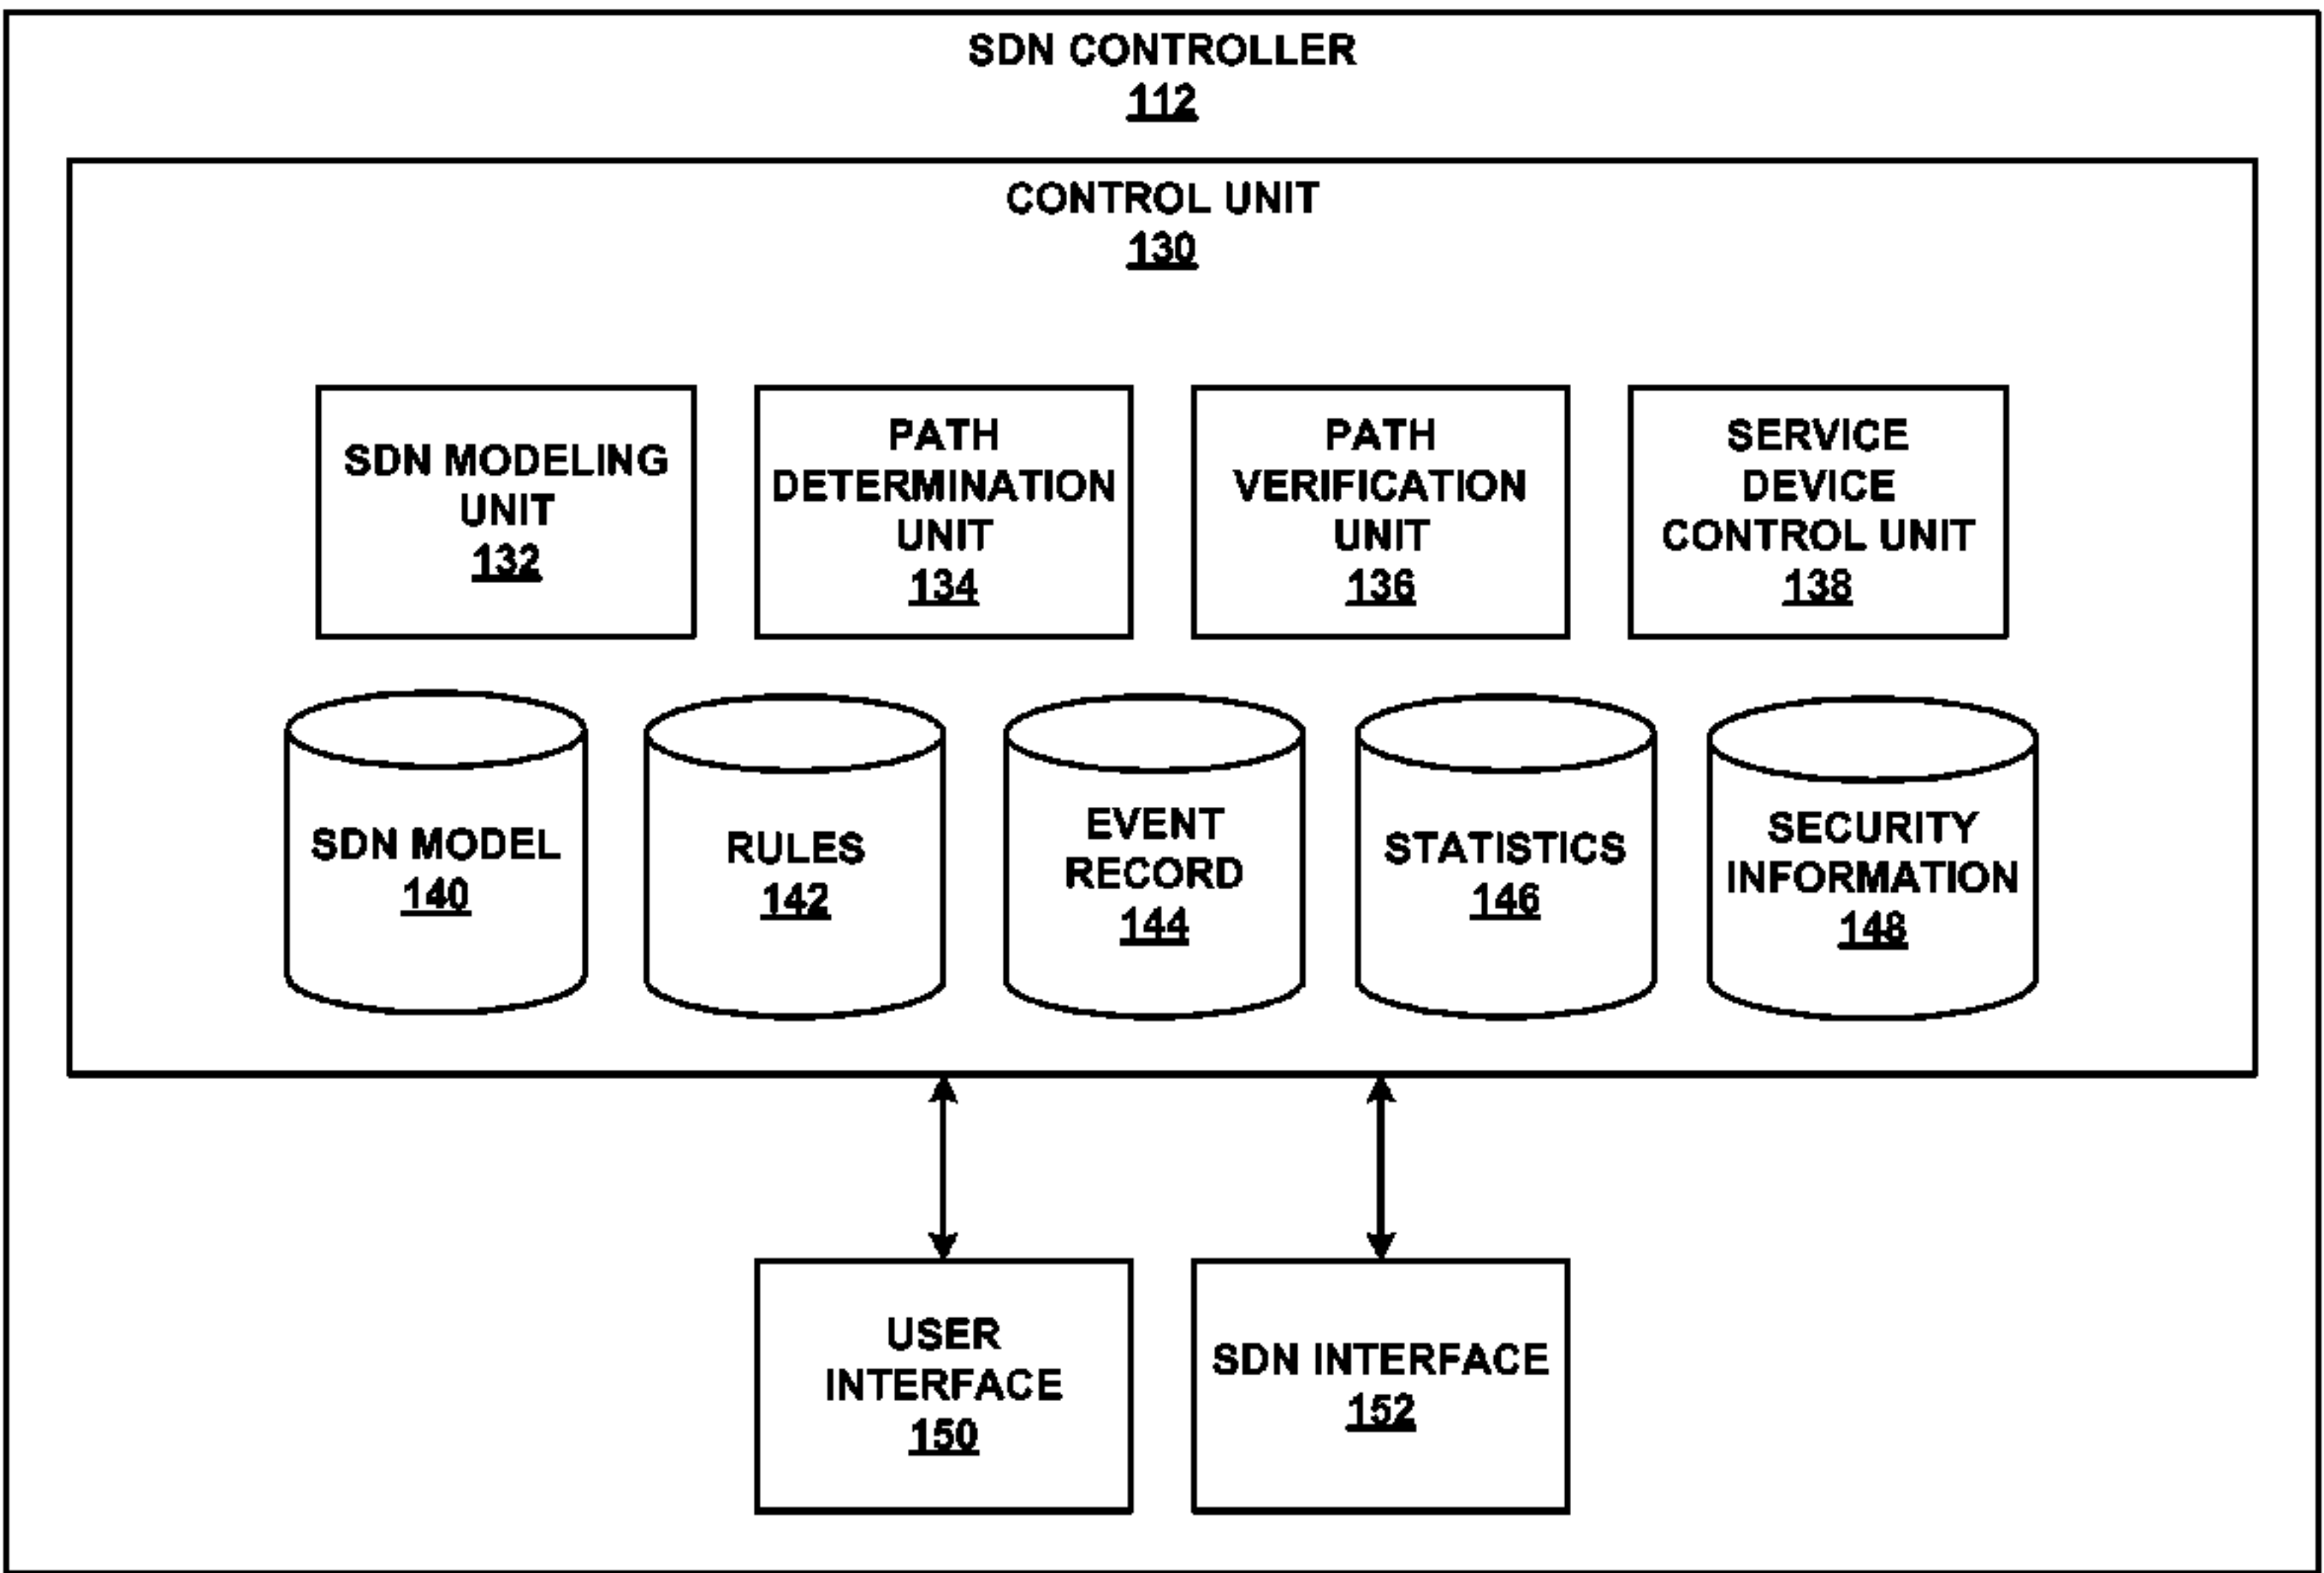 SDN CONTROLLER
112
CONTROL UNIT
130
SDN MODELING
UNIT
132
PATH
DETERMINATION
UNIT
134
PATH
VERIFICATION
UNIT
136
SERVICE
DEVICE
CONTROL UNIT
138
SDN MODEL
140
RULES
142
EVENT
RECORD
144
STATISTICS
146
SECURITY
INFORMATION
148
USER
INTERFACE
150
SDN INTERFACE
152